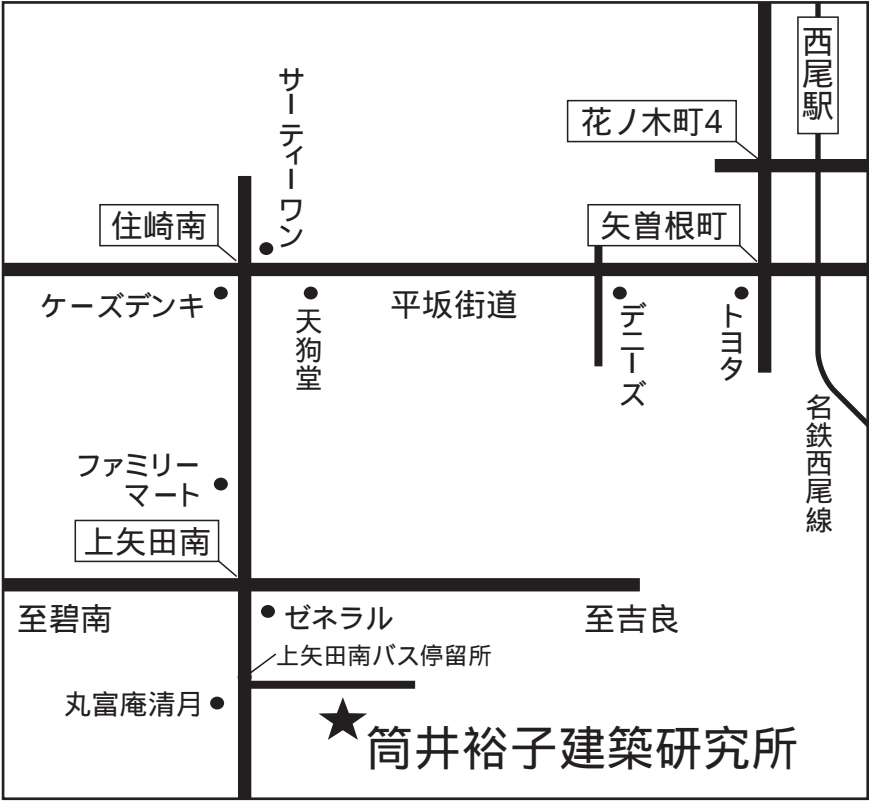 西尾駅
サーティーワン
花ノ木町4
住崎南
矢曽根町
ケーズデンキ
天狗堂
平坂街道
デニーズ
トヨタ
名鉄西尾線
ファミリー
マート
上矢田南
至碧南
ゼネラル
至吉良
上矢田南バス停留所
丸富庵清月
筒井裕子建築研究所